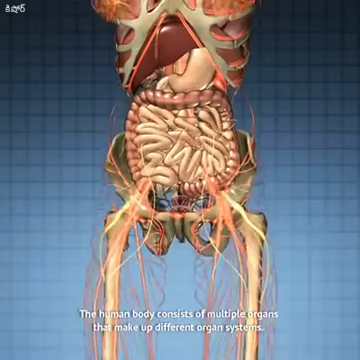 The human body consists of multiple organs
that make up different organ systems.